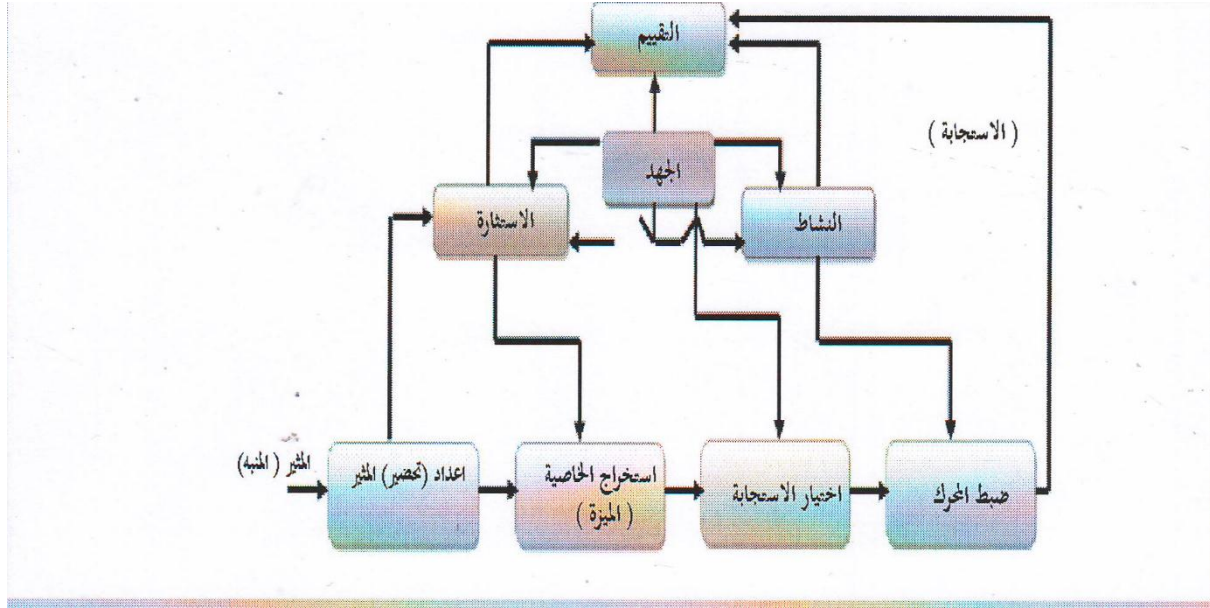 التقييم
( الاستجابة )
الجهد
النشاط
الاستثارة
المثير ( المنبه)
اعداد (تحضير) المثير
استخراج الخاصية
( الميزة )
اختيار الاستجابة
ضبط المحرك